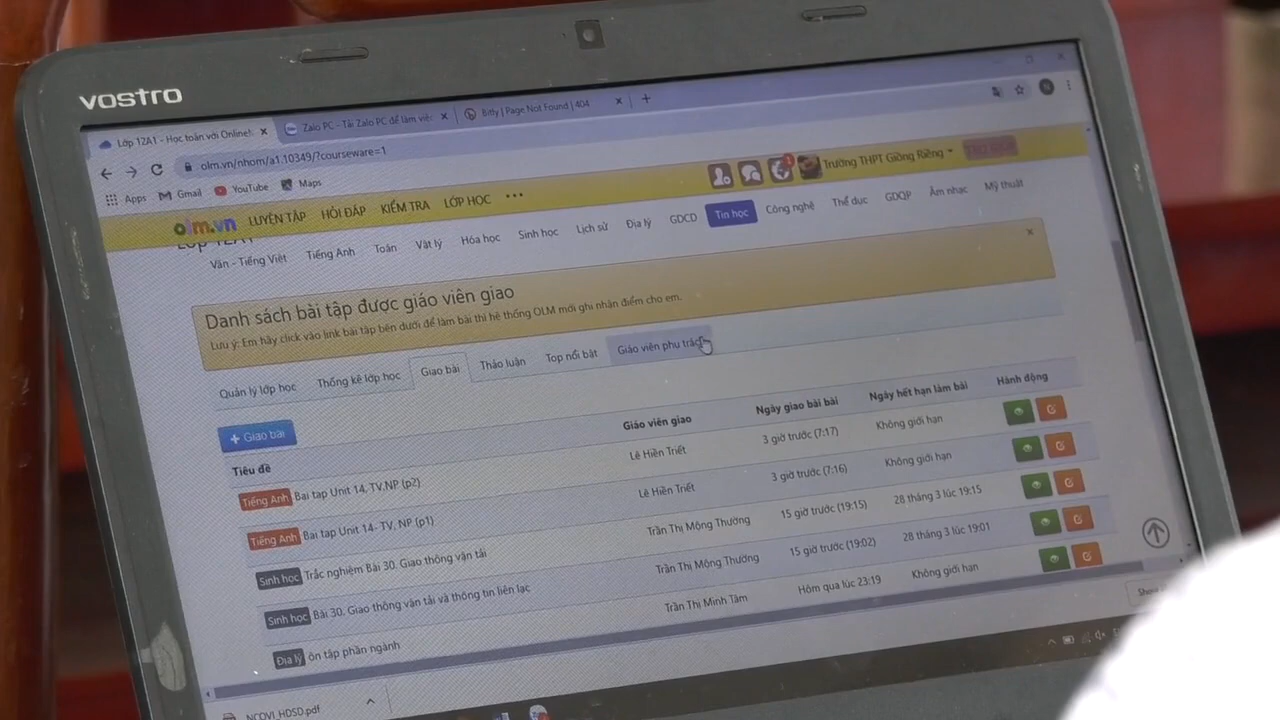 vostro
Lớp 12A1 - Học toán với Online
Zalo PC - Tải Zalo PC để làm việc
Bitly | Page Not Found | 404
olm.vn/nhom/a1.10349/?courseware=1
Apps Gmail YouTube Maps
olm.vn LUYỆN TẬP HỎI ĐÁP KIỂM TRA LỚP HỌC ••• 1 Trường THPT Giồng Riềng
Lớp 12A1
Văn - Tiếng Việt Tiếng Anh Toán Vật lý Hóa học Sinh học Lịch sử Địa lý GDCD Tin học Công nghệ Thể dục GDQP Âm nhạc Mỹ thuật
Danh sách bài tập được giáo viên giao
Lưu ý: Em hãy click vào link bài tập bên dưới để làm bài thì hệ thống OLM mới ghi nhận điểm cho em.
Quản lý lớp học Thống kê lớp học Giao bài Thảo luận Top nổi bật Giáo viên phụ trách
+ Giao bài
Tiêu đề Giáo viên giao Ngày giao bài bài Ngày hết hạn làm bài Hành động
Tiếng Anh Bai tap Unit 14, TV,NP (p2) Lê Hiền Triết 3 giờ trước (7:17) Không giới hạn
Tiếng Anh Bai tap Unit 14- TV, NP (p1) Lê Hiền Triết 3 giờ trước (7:16) Không giới hạn
Sinh học Trắc nghiệm Bài 30. Giao thông vận tải Trần Thị Mộng Thường 15 giờ trước (19:15) 28 tháng 3 lúc 19:15
Sinh học Bài 30. Giao thông vận tải và thông tin liên lạc Trần Thị Mộng Thường 15 giờ trước (19:02) 28 tháng 3 lúc 19:01
Địa lý ôn tập phần ngành Trần Thị Minh Tâm Hôm qua lúc 23:19 Không giới hạn
NCOVI_HDSD.pdf
Show